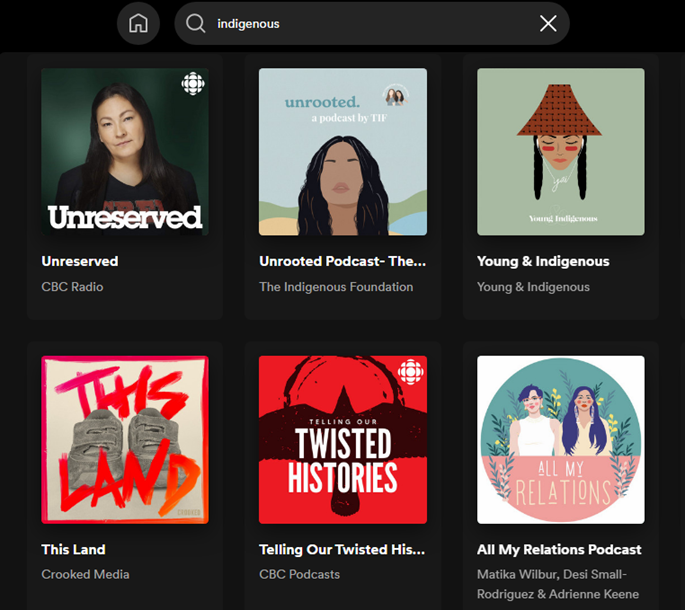 indigenous
Unreserved
unrooted.
a podcast by TIF
Young Indigenous
Unreserved
Unrooted Podcast- The...
Young & Indigenous
CBC Radio
The Indigenous Foundation
Young & Indigenous
THIS
LAND
CROOKED
TELLING OUR
TWISTED
HISTORIES
ALL MY
RELATIONS
This Land
Telling Our Twisted His...
All My Relations Podcast
Crooked Media
CBC Podcasts
Matika Wilbur, Desi Small-
Rodriguez & Adrienne Keene